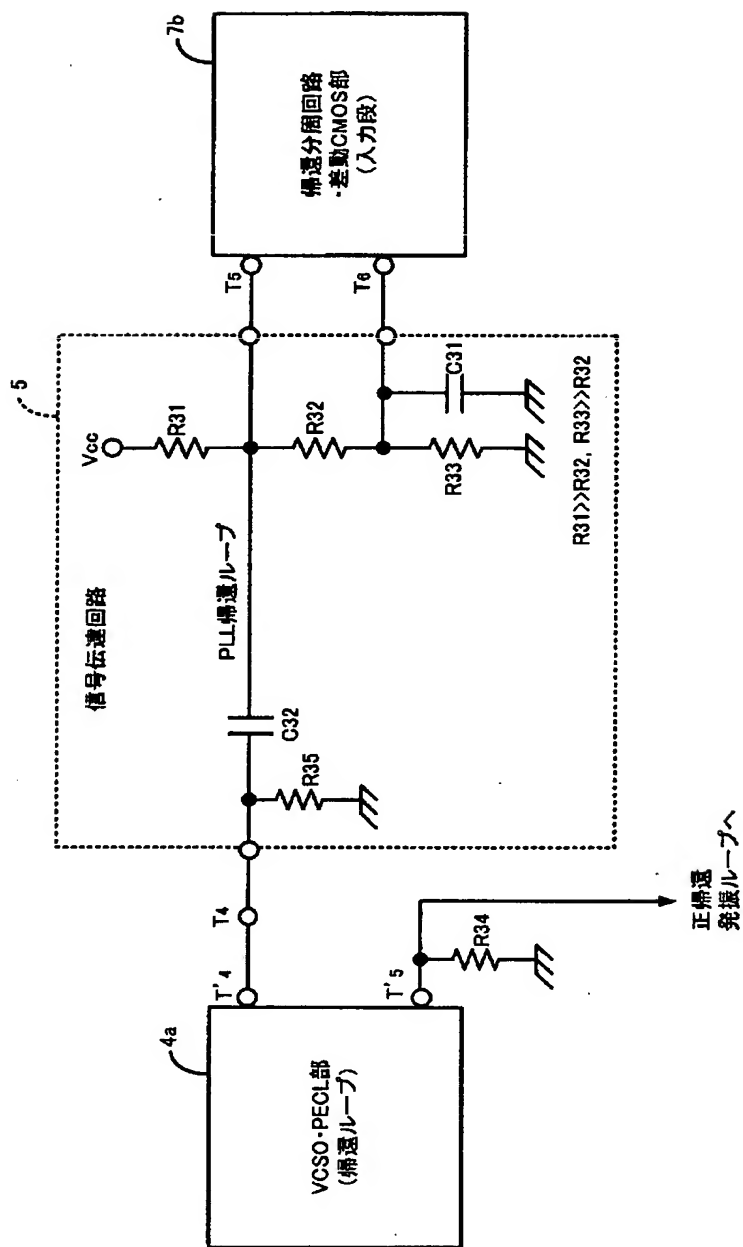 4a
VCSO・PECL部
(帰還ループ)
T'4
T'5
T4
R34
正帰還
発振ループへ
5
信号伝達回路
R35
C32
PLL帰還ループ
Vcc
R31
R32
R33
C31
R31>>R32, R33>>R32
T5
T6
7b
帰還分周回路
・差動CMOS部
(入力段)